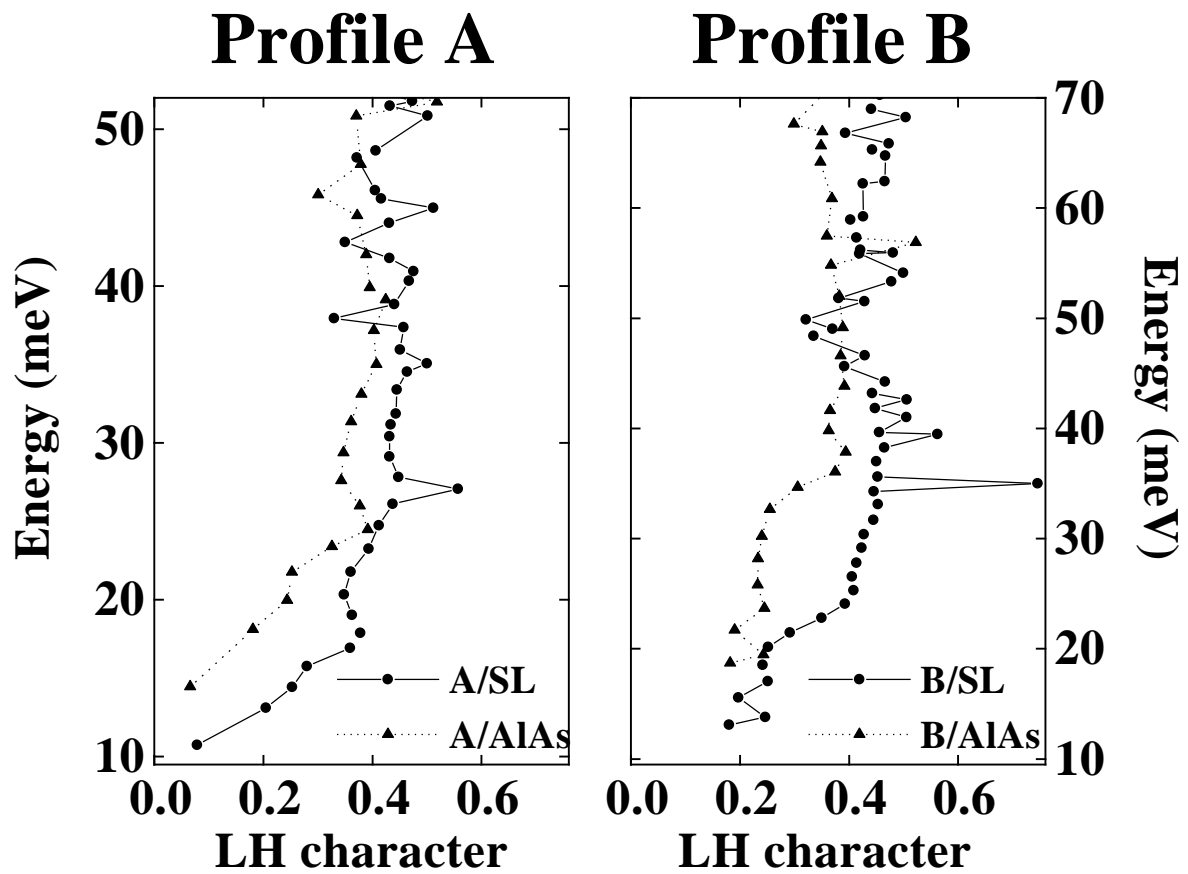 Profile A
Profile B
50
40
30
20
10
Energy (meV)
0.0 0.2 0.4 0.6
LH character
A/SL
A/AlAs
70
60
50
40
30
20
10
Energy (meV)
0.0 0.2 0.4 0.6
LH character
B/SL
B/AlAs